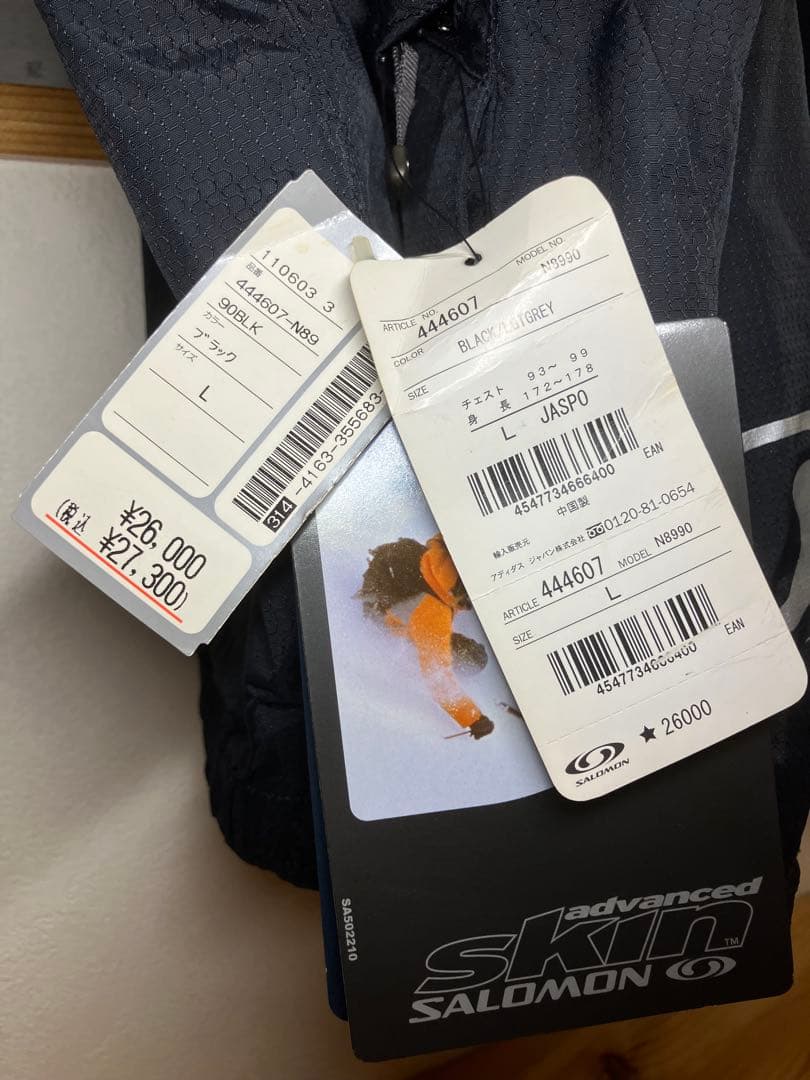 110603 3
品番
444607-N89
90BLK
カラー
ブラック
サイズ
L
314 -4163-355683-
¥26,000
(税込 ¥27,300)
ARTICLE NO.
444607
MODEL NO.
N8990
COLOR
BLACK/LGTGREY
SIZE
チェスト 93~ 99
身 長 172~178
L JASPO
4547734666400
EAN
中国製
輸入販売元
アディダス ジャパン株式会社 0120-81-0654
ARTICLE 444607 MODEL N8990
SIZE L
4547734666400
EAN
SALOMON
★26000
SA502210
advanced
skin™
SALOMON